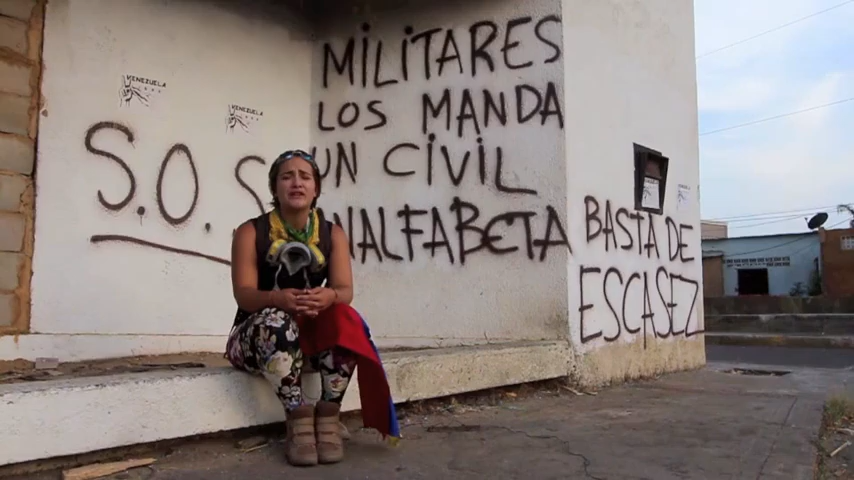 VENEZUELA
VENEZUELA
S.O.S
MiLiTARES
LOS MANDA
UN CiViL
ANALFABETA
BASTA DE
ESCASEZ